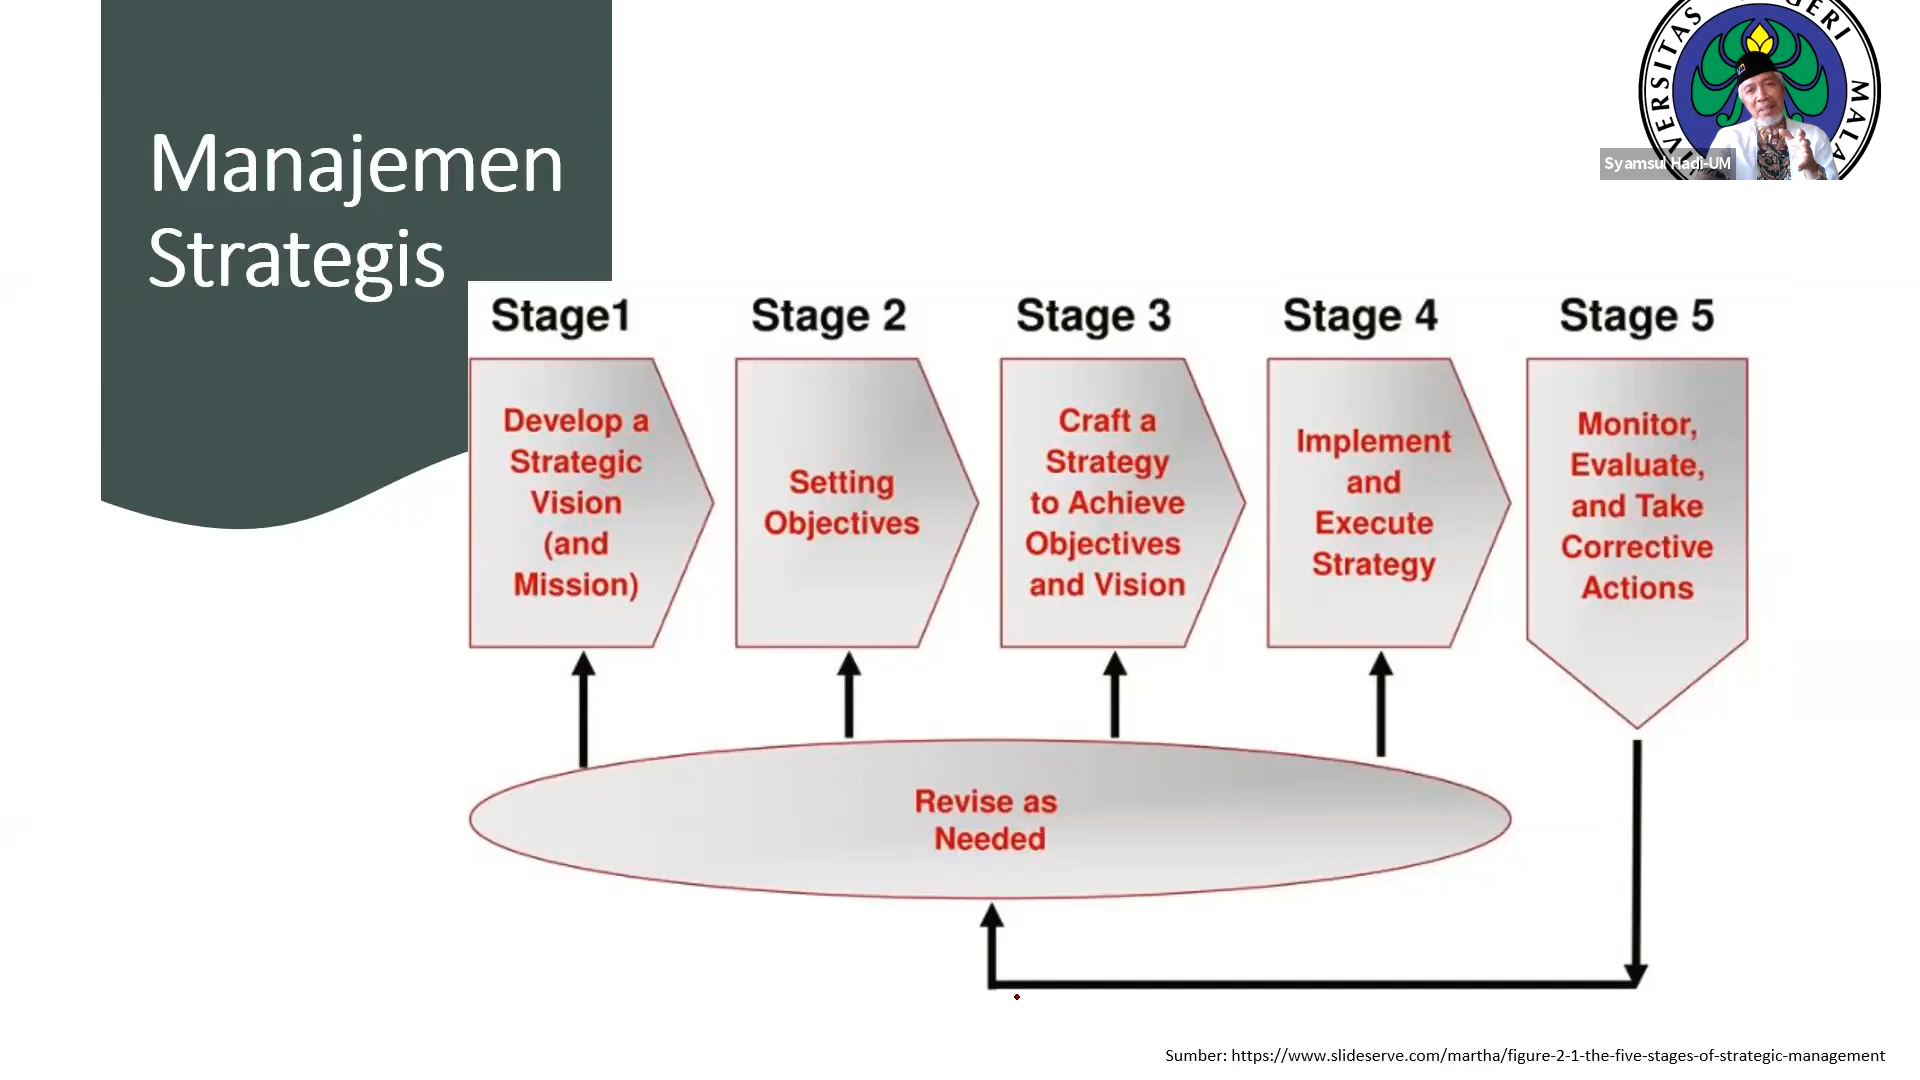 Manajemen
Strategis
Syamsul Hadi-UM
Stage1
Develop a
Strategic
Vision
(and
Mission)
Stage 2
Setting
Objectives
Stage 3
Craft a
Strategy
to Achieve
Objectives
and Vision
Stage 4
Implement
and
Execute
Strategy
Stage 5
Monitor,
Evaluate,
and Take
Corrective
Actions
Revise as
Needed
Sumber: https://www.slideserve.com/martha/figure-2-1-the-five-stages-of-strategic-management